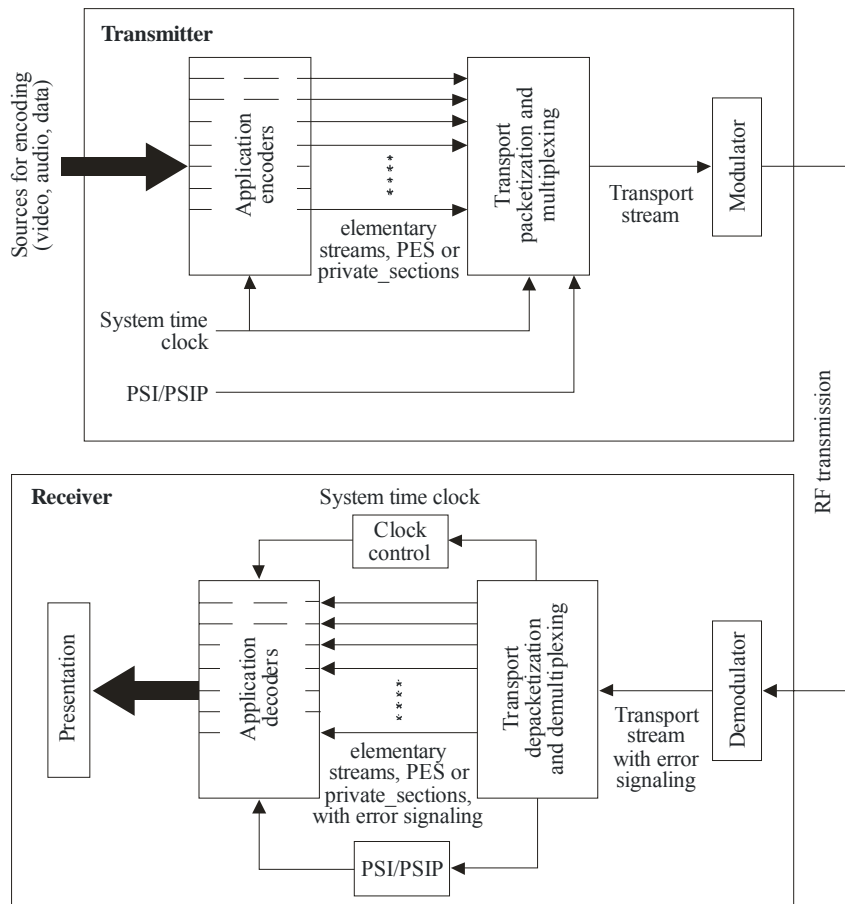 Transmitter
Sources for encoding
(video, audio, data)
Application
encoders
****
elementary
streams, PES or
private_sections
Transport
packetization and
multiplexing
Transport
stream
Modulator
System time
clock
PSI/PSIP
RF transmission
Receiver
System time clock
Clock
control
Presentation
Application
decoders
****
elementary
streams, PES or
private_sections,
with error signaling
Transport
depacketization
and demultiplexing
Transport
stream
with error
signaling
Demodulator
PSI/PSIP